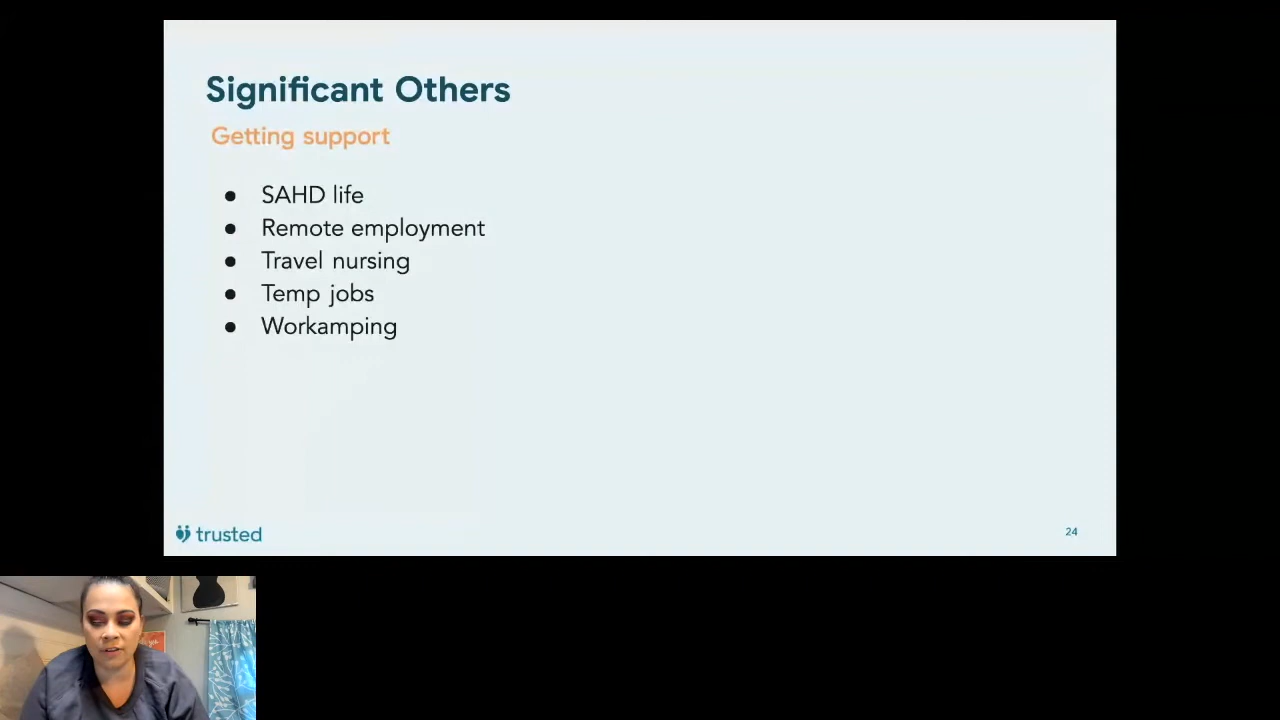 Significant Others
Getting support
● SAHD life
● Remote employment
● Travel nursing
● Temp jobs
● Workamping
trusted
24